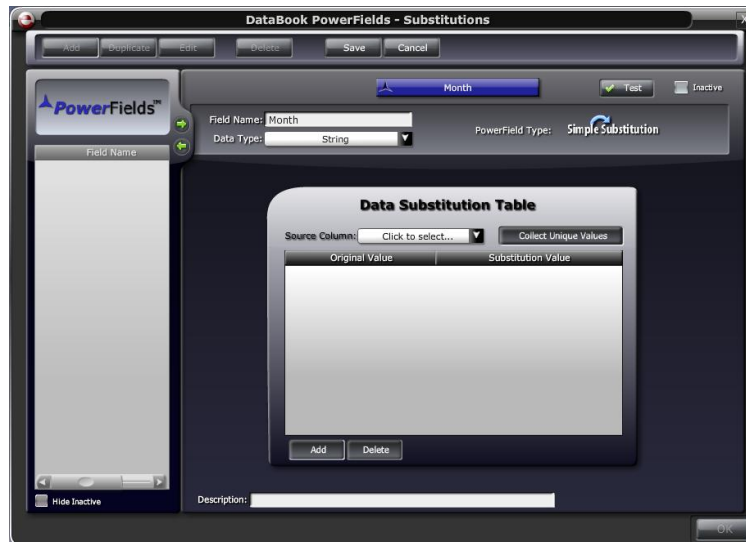 DataBook PowerFields - Substitutions
X
Add Duplicate Edit Delete Save Cancel
PowerFields™
Month
Test
Inactive
Field Name: Month
Data Type: String
PowerField Type: Simple Substitution
Field Name
Data Substitution Table
Source Column: Click to select... Collect Unique Values
Original Value Substitution Value
Add Delete
Hide Inactive
Description:
OK